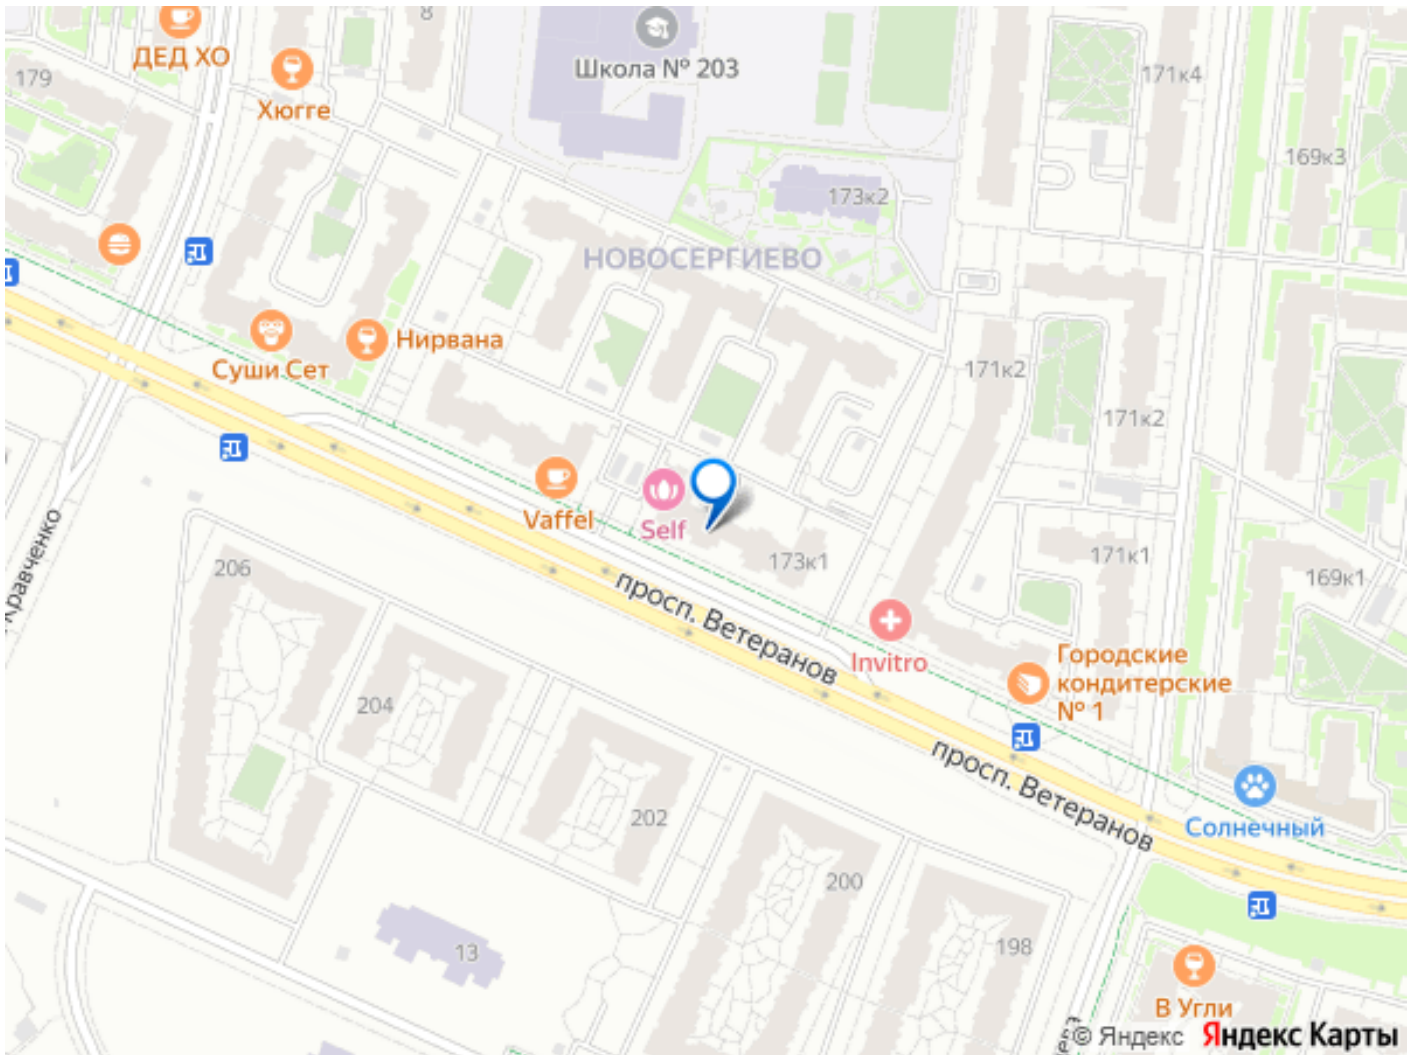 8
ДЕД ХО
179
Хюгге
Школа № 203
171к4
169к3
173к2
НОВОСЕРГИЕВО
Нирвана
Суши Сет
171к2
171к2
Vaffel
Self
173к1
171к1
169к1
Кравченко
206
просп. Ветеранов
Invitro
Городские
кондитерские
№ 1
204
просп. Ветеранов
202
Солнечный
200
198
13
В Угли
© Яндекс Яндекс Карты